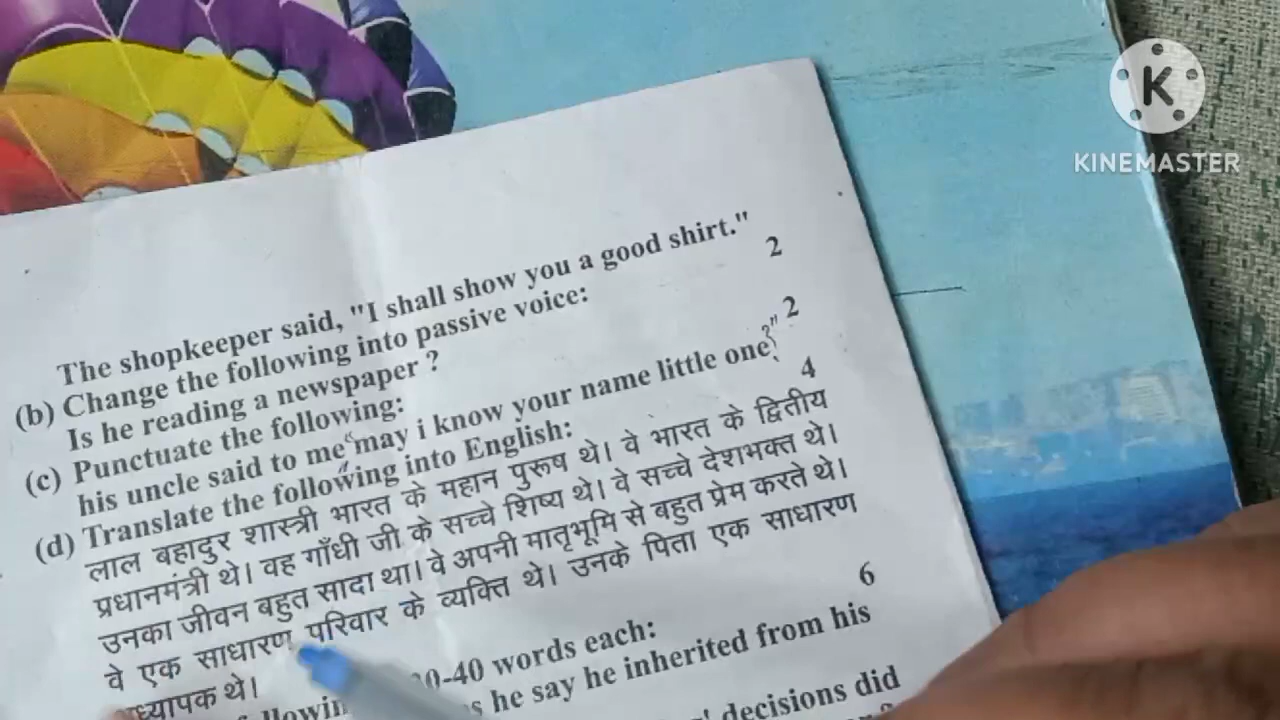 The shopkeeper said, "I shall show you a good shirt."
2
(b) Change the following into passive voice:
Is he reading a newspaper ?
2
(c) Punctuate the following:
his uncle said to me “may i know your name little one?"
4
(d) Translate the following into English:
लाल बहादुर शास्त्री भारत के महान पुरूष थे। वे भारत के द्वितीय
प्रधानमंत्री थे। वह गाँधी जी के सच्चे शिष्य थे। वे सच्चे देशभक्त थे।
उनका जीवन बहुत सादा था। वे अपनी मातृभूमि से बहुत प्रेम करते थे।
वे एक साधारण परिवार के व्यक्ति थे। उनके पिता एक साधारण
ध्यापक थे।
6
0-40 words each:
he say he inherited from his
decisions did
K
KINEMASTER